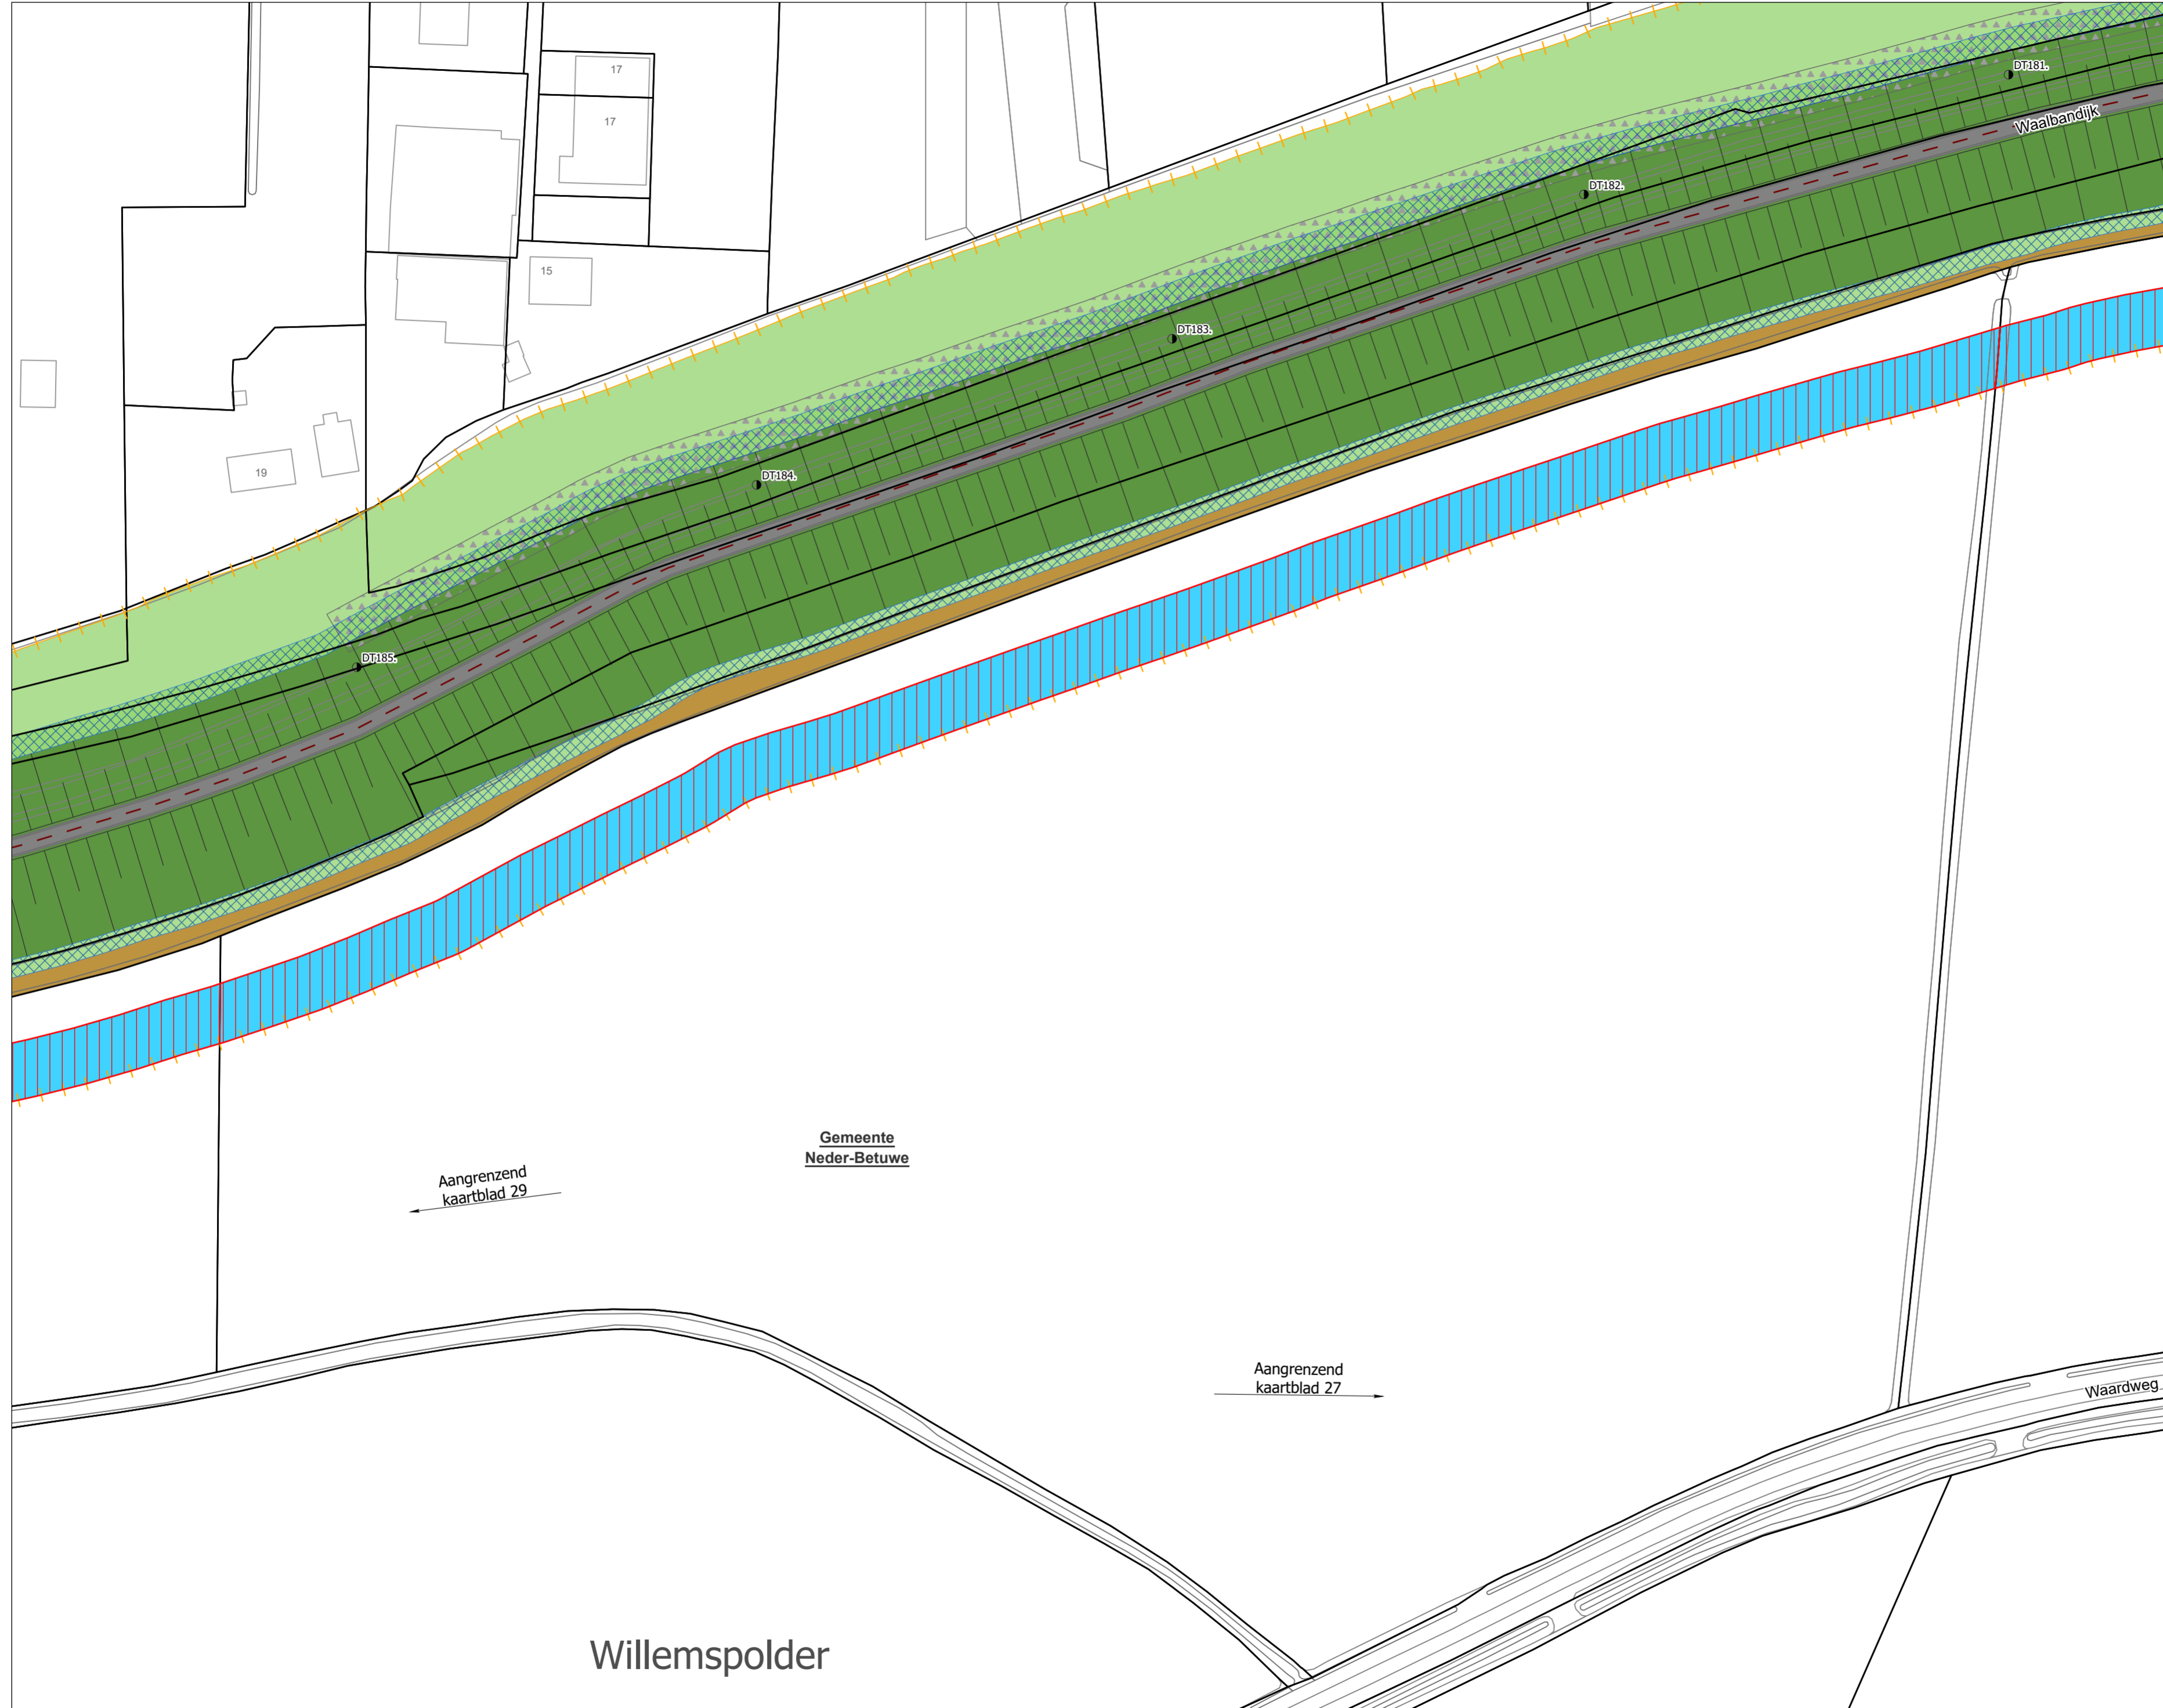 17
17
15
19
DT181.
Waalbandijk
DT182.
DT183.
DT184.
DT185.
Gemeente
Neder-Betuwe
Aangrenzend
kaartblad 29
Aangrenzend
kaartblad 27
Waardweg
Willemspolder